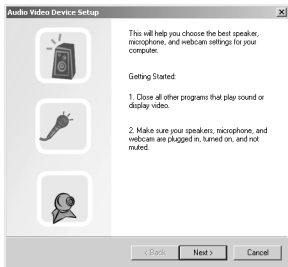 Audio Video Device Setup
This will help you choose the best speaker,
microphone, and webcam settings for your
computer.
Getting Started:
1. Close all other programs that play sound or
display video.
2. Make sure your speakers, microphone, and
webcam are plugged in, turned on, and not
muted.
< Back
Next >
Cancel